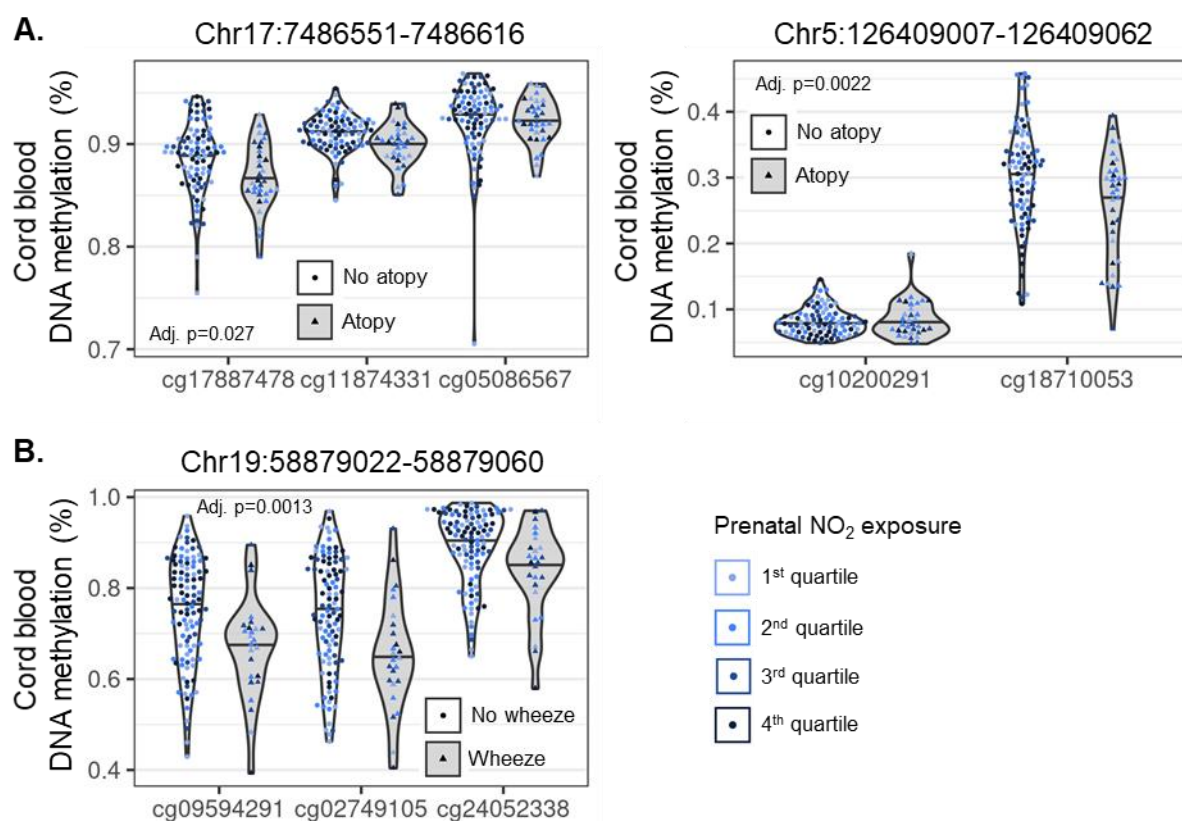 A.
Chr17:7486551-7486616
Cord blood
DNA methylation (%)
0.9
0.8
0.7
No atopy
Atopy
Adj. p=0.027
cg17887478
cg11874331
cg05086567
Chr5:126409007-126409062
Cord blood
DNA methylation (%)
0.4
0.3
0.2
0.1
Adj. p=0.0022
No atopy
Atopy
cg10200291
cg18710053
B.
Chr19:58879022-58879060
Cord blood
DNA methylation (%)
1.0
0.8
0.6
0.4
Adj. p=0.0013
No wheeze
Wheeze
cg09594291
cg02749105
cg24052338
Prenatal NO₂ exposure
1st quartile
2nd quartile
3rd quartile
4th quartile